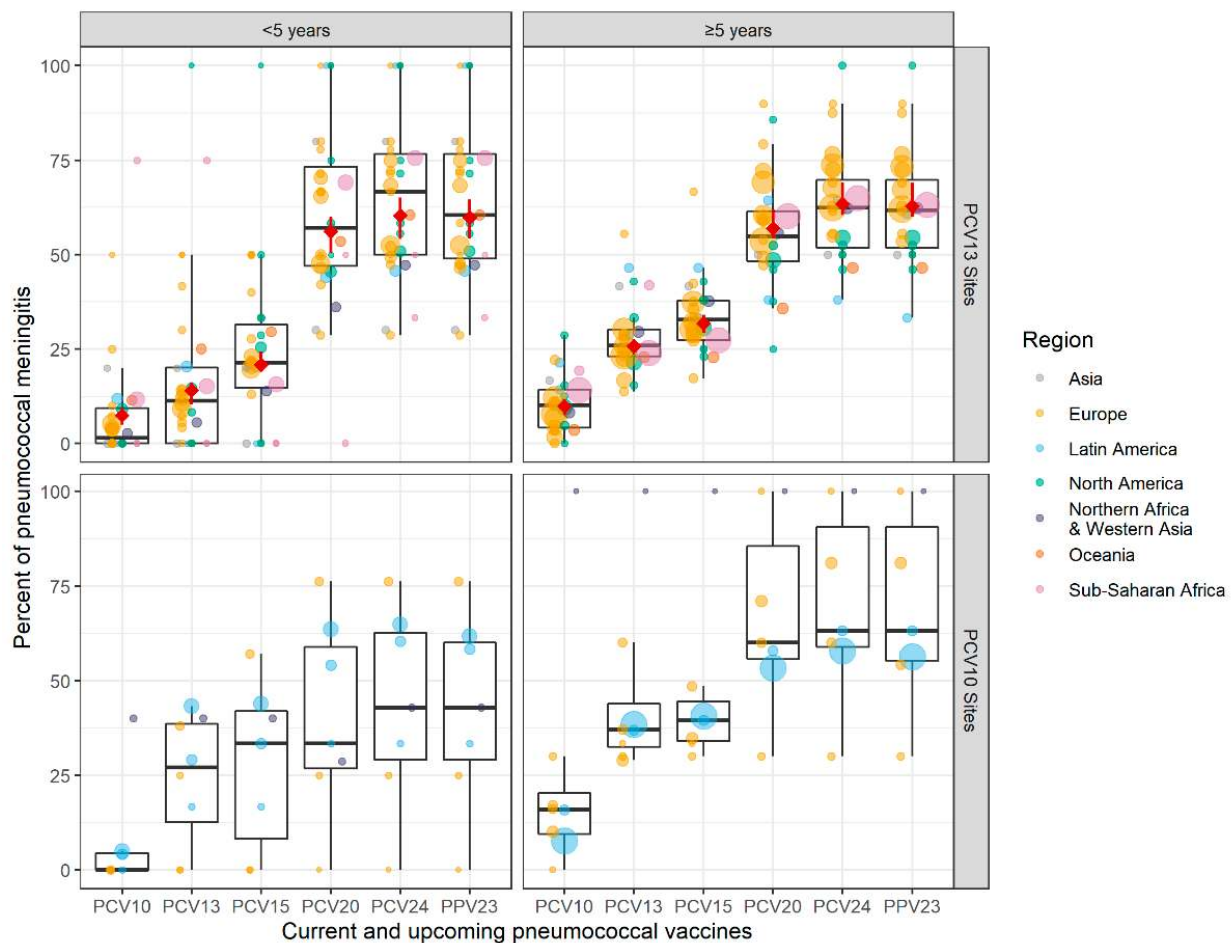 <5 years
≥5 years
Percent of pneumococcal meningitis
100
75
50
25
0
PCV13 Sites
100
75
50
25
0
PCV10 Sites
PCV10 PCV13 PCV15 PCV20 PCV24 PPV23
PCV10 PCV13 PCV15 PCV20 PCV24 PPV23
Current and upcoming pneumococcal vaccines
Region
Asia
Europe
Latin America
North America
Northern Africa
& Western Asia
Oceania
Sub-Saharan Africa